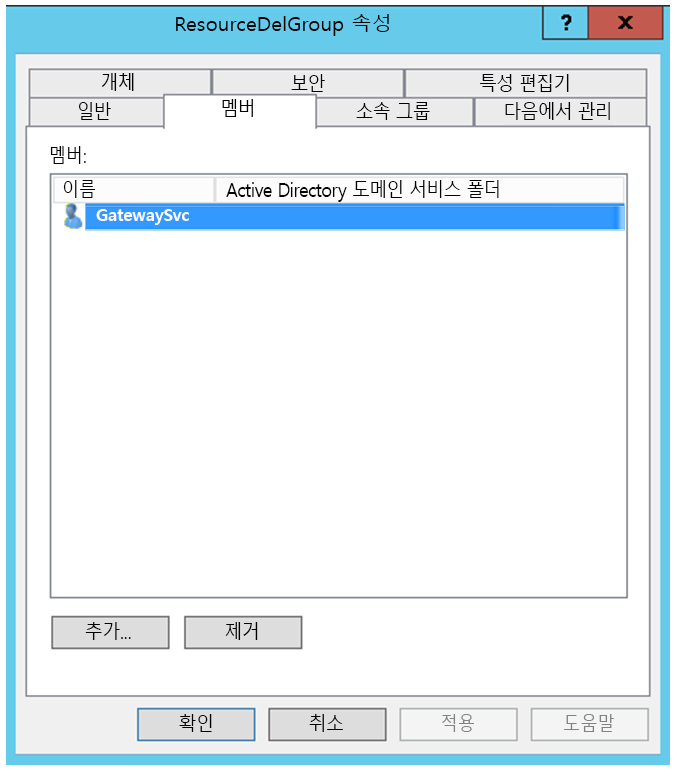 ResourceDelGroup 속성
?
x
개체 보안 특성 편집기
일반 멤버 소속 그룹 다음에서 관리
멤버:
이름 Active Directory 도메인 서비스 폴더
GatewaySvc
추가... 제거
확인 취소 적용 도움말